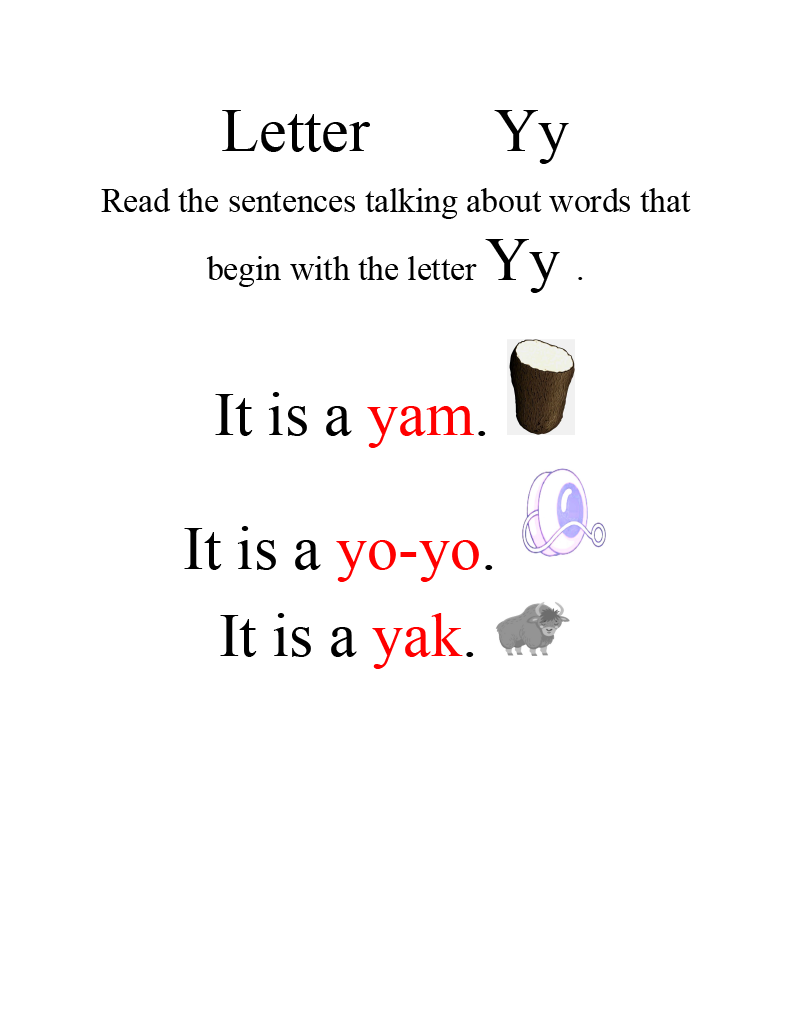 Letter Yy
Read the sentences talking about words that
begin with the letter Yy .
It is a yam.
It is a yo-yo.
It is a yak.